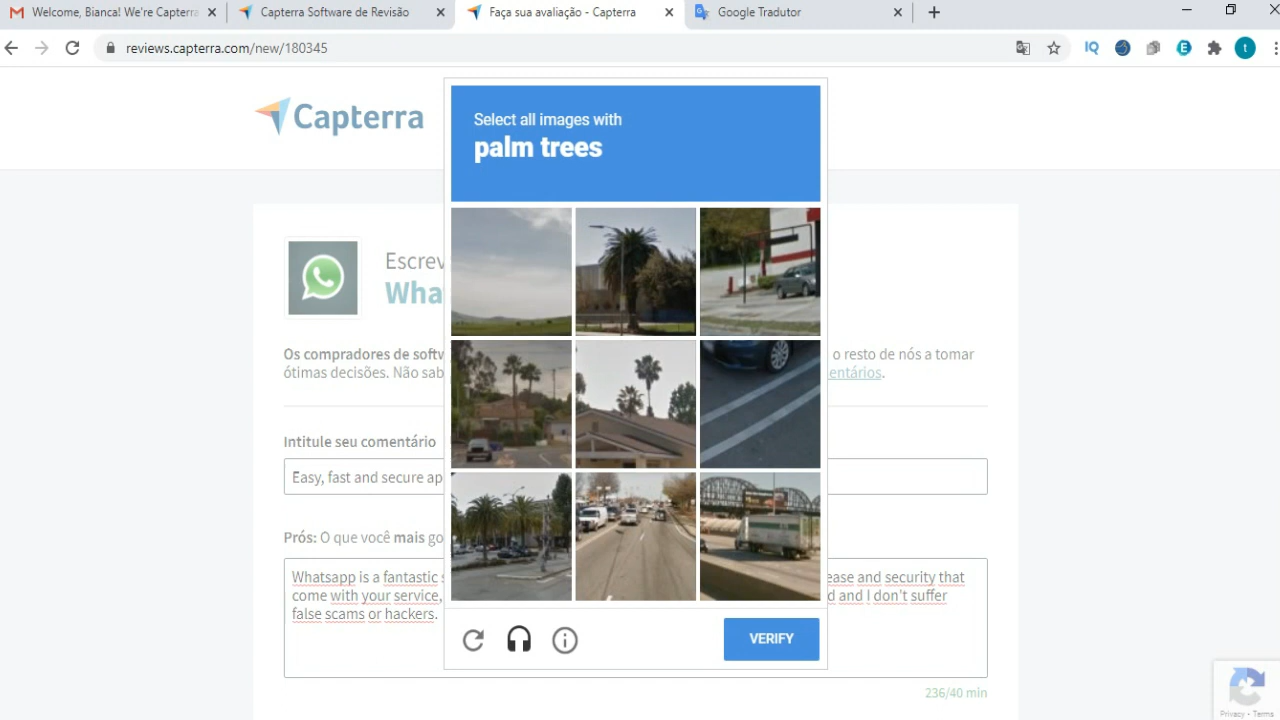 Welcome, Bianca! We're Capterra
Capterra Software de Revisão
Faça sua avaliação - Capterra
Google Tradutor
reviews.capterra.com/new/180345
IQ
E
t
Capterra
Select all images with
palm trees
Escrev
Wha
Os compradores de softw
o resto de nós a tomar
ótimas decisões. Não sab
entários.
Intitule seu comentário
Easy, fast and secure ap
Prós: O que você mais go
Whatsapp is a fantastic s
ease and security that
come with your service,
d and I don't suffer
false scams or hackers.
VERIFY
236/40 min
Privacy - Terms